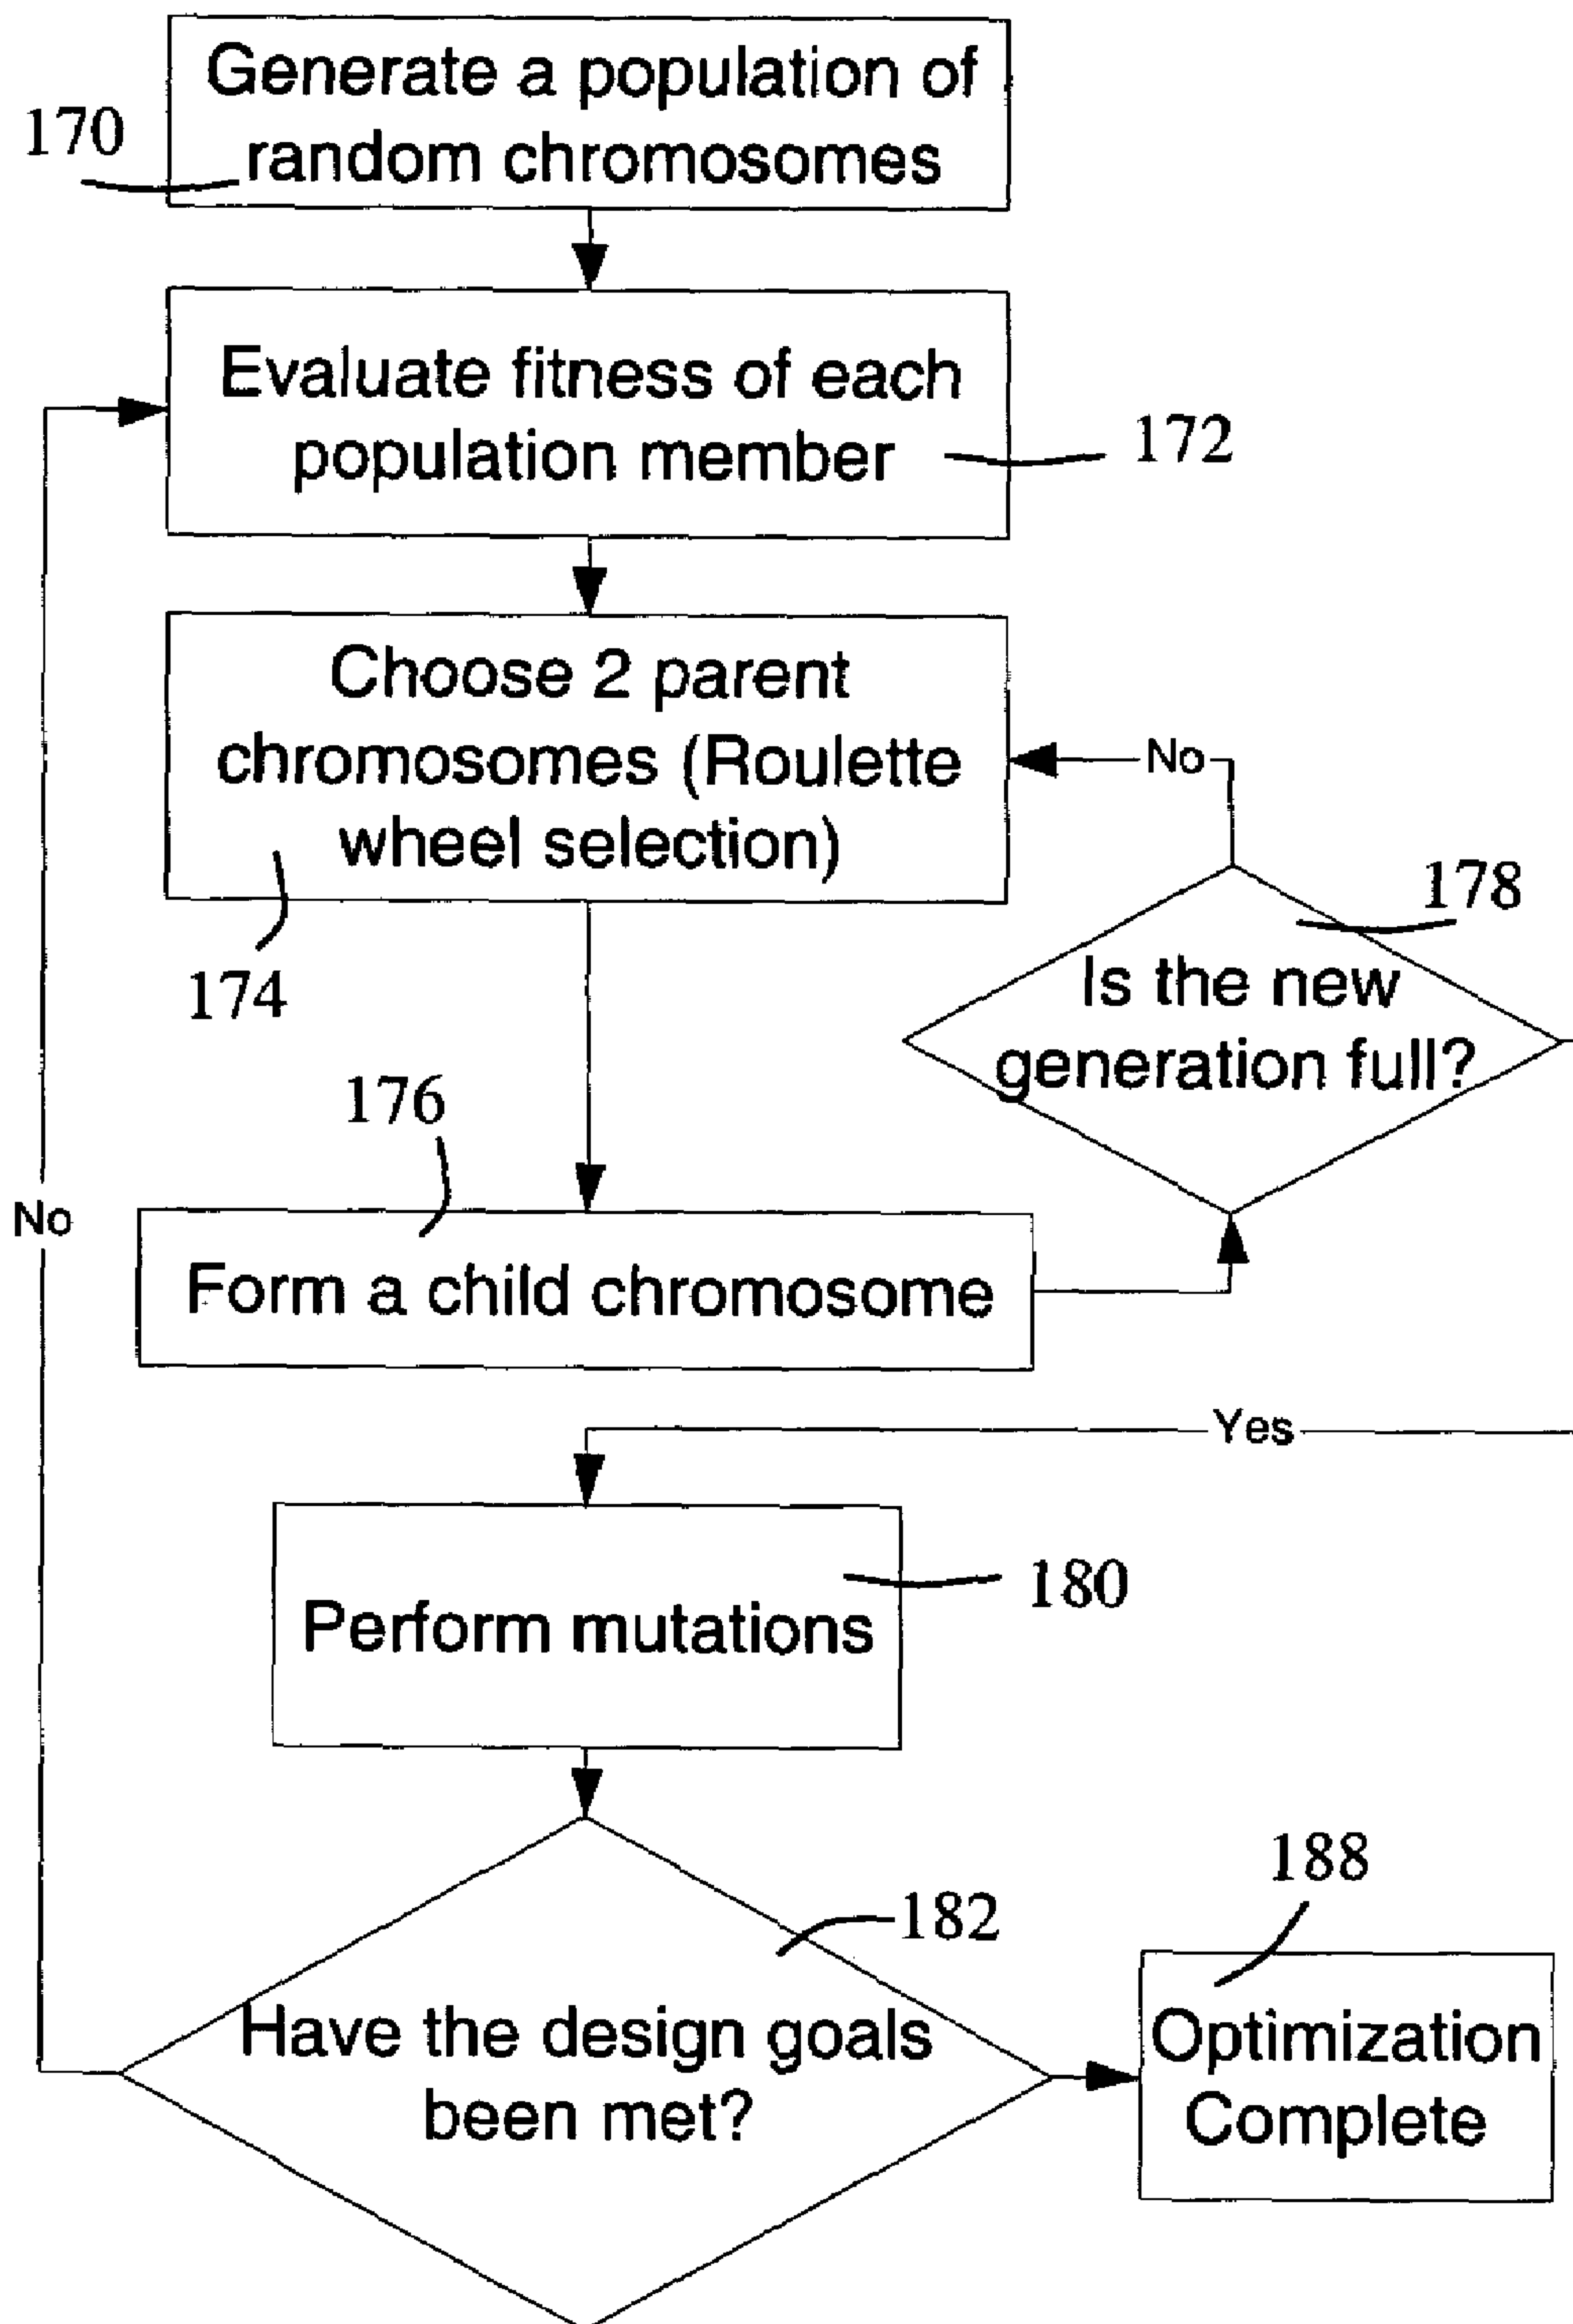 Generate a population of
random chromosomes
170
Evaluate fitness of each
population member
172
Choose 2 parent
chromosomes (Roulette
wheel selection)
174
No
178
Is the new
generation full?
176
Form a child chromosome
No
Yes
Perform mutations
180
182
Have the design goals
been met?
188
Optimization
Complete